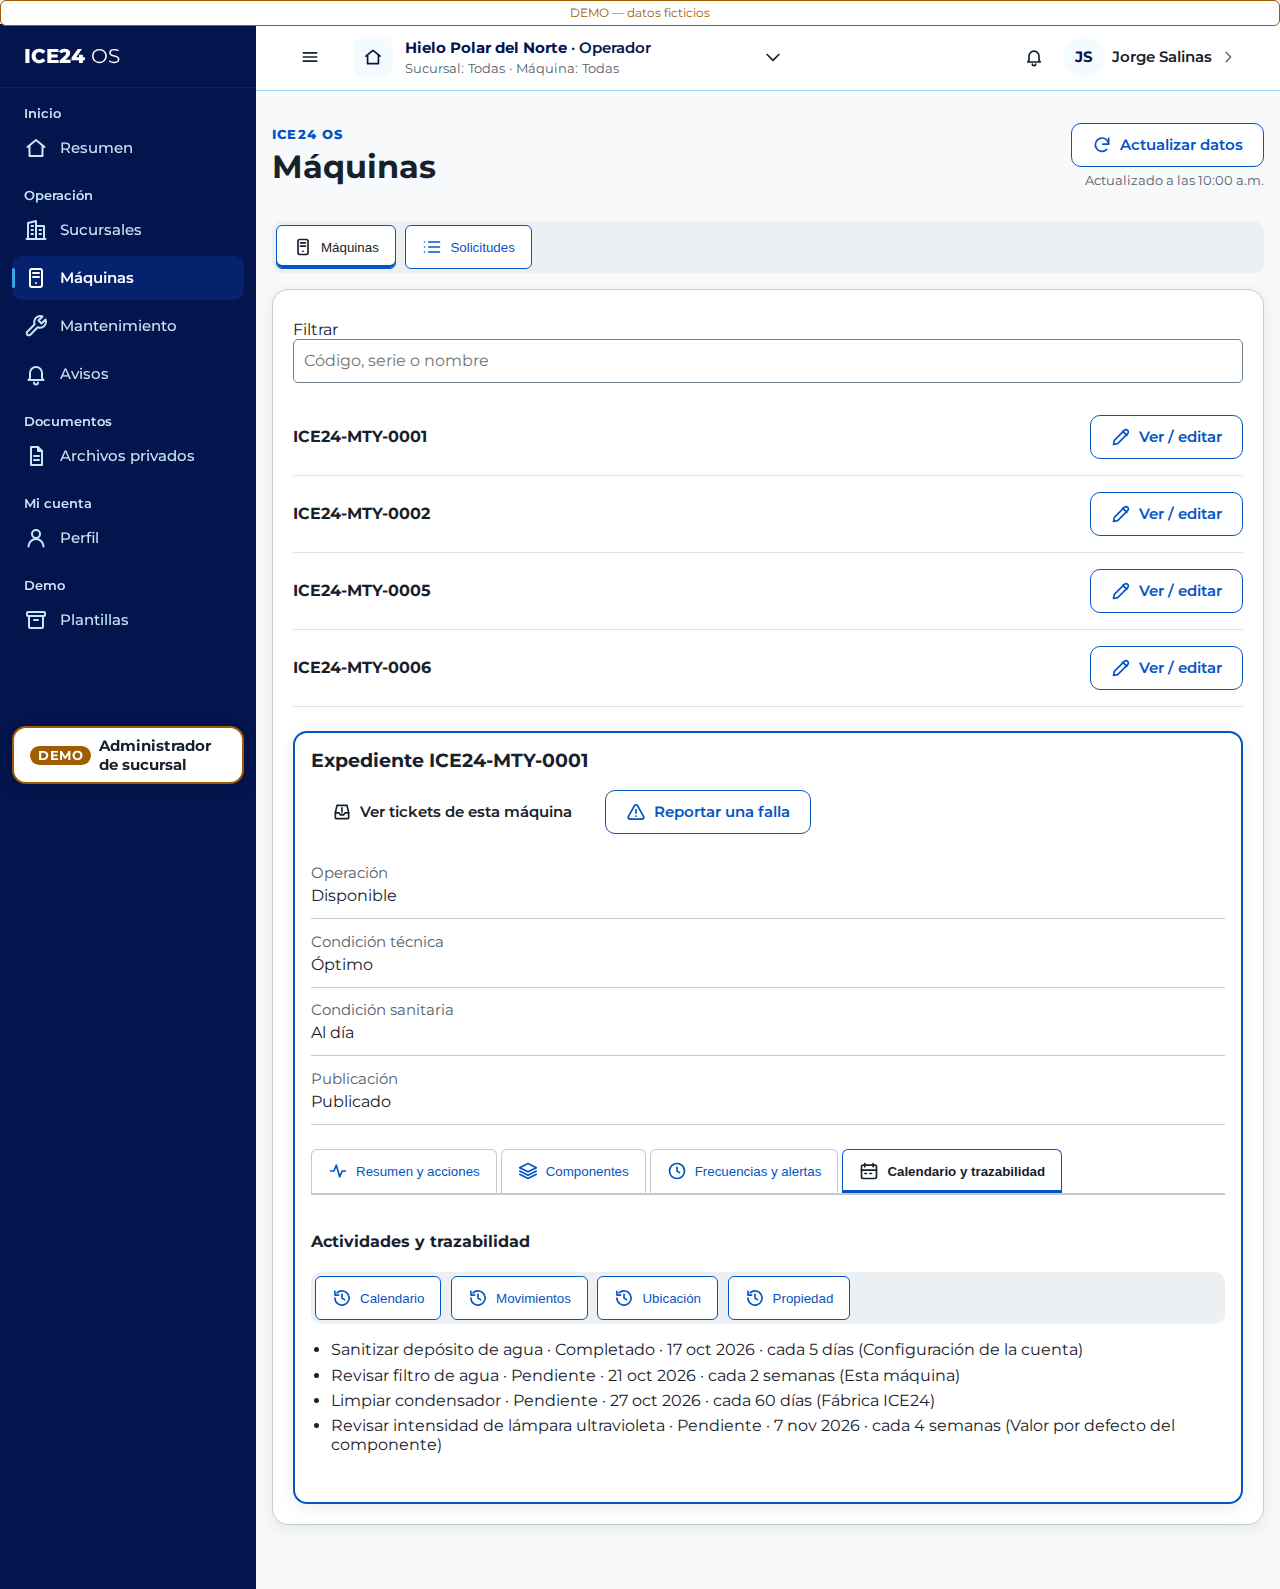 DEMO — datos ficticios
ICE24 OS
Inicio
Resumen
Operación
Sucursales
Máquinas
Mantenimiento
Avisos
Documentos
Archivos privados
Mi cuenta
Perfil
Demo
Plantillas
DEMO
Administrador
de sucursal
Hielo Polar del Norte · Operador
Sucursal: Todas · Máquina: Todas
JS
Jorge Salinas
ICE24 OS
Máquinas
Actualizar datos
Actualizado a las 10:00 a.m.
Máquinas
Solicitudes
Filtrar
Código, serie o nombre
ICE24-MTY-0001
Ver / editar
ICE24-MTY-0002
Ver / editar
ICE24-MTY-0005
Ver / editar
ICE24-MTY-0006
Ver / editar
Expediente ICE24-MTY-0001
Ver tickets de esta máquina
Reportar una falla
Operación
Disponible
Condición técnica
Óptimo
Condición sanitaria
Al día
Publicación
Publicado
Resumen y acciones
Componentes
Frecuencias y alertas
Calendario y trazabilidad
Actividades y trazabilidad
Calendario
Movimientos
Ubicación
Propiedad
• Sanitizar depósito de agua · Completado · 17 oct 2026 · cada 5 días (Configuración de la cuenta)
• Revisar filtro de agua · Pendiente · 21 oct 2026 · cada 2 semanas (Esta máquina)
• Limpiar condensador · Pendiente · 27 oct 2026 · cada 60 días (Fábrica ICE24)
• Revisar intensidad de lámpara ultravioleta · Pendiente · 7 nov 2026 · cada 4 semanas (Valor por defecto del
componente)